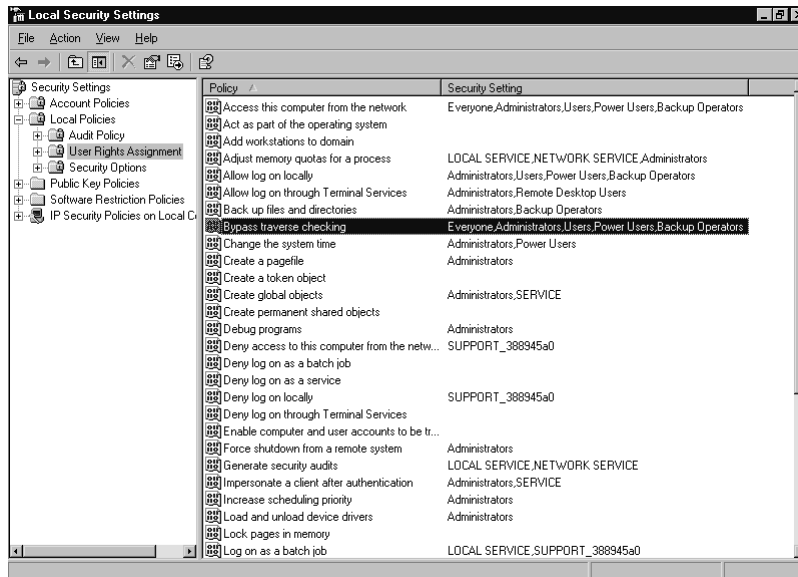 Local Security Settings
File Action View Help
Security Settings
Account Policies
Local Policies
Audit Policy
User Rights Assignment
Security Options
Public Key Policies
Software Restriction Policies
IP Security Policies on Local C
Policy Security Setting
Access this computer from the network Everyone,Administrators,Users,Power Users,Backup Operators
Act as part of the operating system
Add workstations to domain
Adjust memory quotas for a process LOCAL SERVICE,NETWORK SERVICE,Administrators
Allow log on locally Administrators,Users,Power Users,Backup Operators
Allow log on through Terminal Services Administrators,Remote Desktop Users
Back up files and directories Administrators,Backup Operators
Bypass traverse checking Everyone,Administrators,Users,Power Users,Backup Operators
Change the system time Administrators,Power Users
Create a pagefile Administrators
Create a token object
Create global objects Administrators,SERVICE
Create permanent shared objects
Debug programs Administrators
Deny access to this computer from the netw... SUPPORT_388945a0
Deny log on as a batch job
Deny log on as a service
Deny log on locally SUPPORT_388945a0
Deny log on through Terminal Services
Enable computer and user accounts to be tr...
Force shutdown from a remote system Administrators
Generate security audits LOCAL SERVICE,NETWORK SERVICE
Impersonate a client after authentication Administrators,SERVICE
Increase scheduling priority Administrators
Load and unload device drivers Administrators
Lock pages in memory
Log on as a batch job LOCAL SERVICE,SUPPORT_388945a0